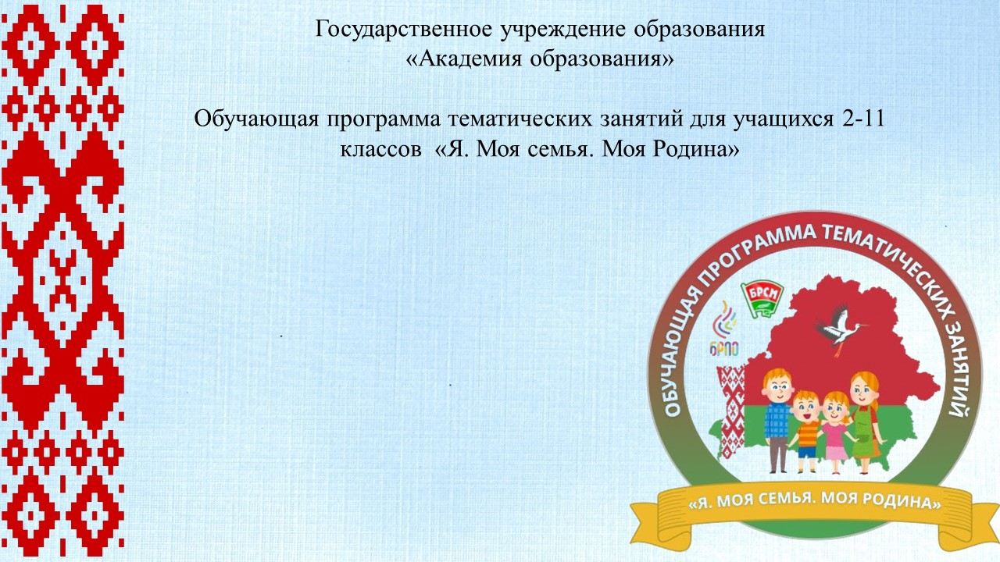 Государственное учреждение образования
«Академия образования»
Обучающая программа тематических занятий для учащихся 2-11
классов «Я. Моя семья. Моя Родина»
ОБУЧАЮЩАЯ ПРОГРАММА ТЕМАТИЧЕСКИХ ЗАНЯТИЙ
БРСМ
БРПО
«Я. МОЯ СЕМЬЯ. МОЯ РОДИНА»